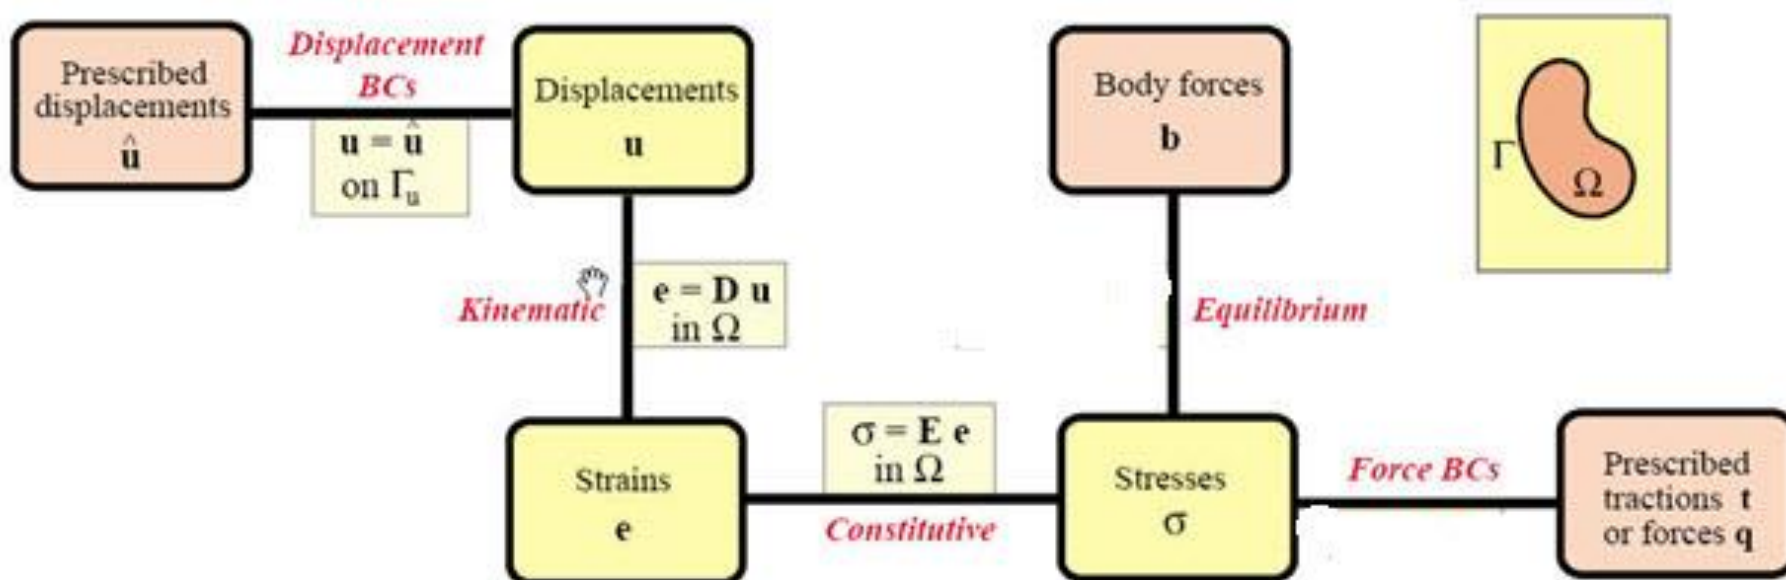 Prescribed
displacements
û
Displacement
BCs
u = û
on Γu
Displacements
u
Body forces
b
Γ
Ω
Kinematic
e = D u
in Ω
Equilibrium
Strains
e
σ = E e
in Ω
Constitutive
Stresses
σ
Force BCs
Prescribed
tractions t
or forces q